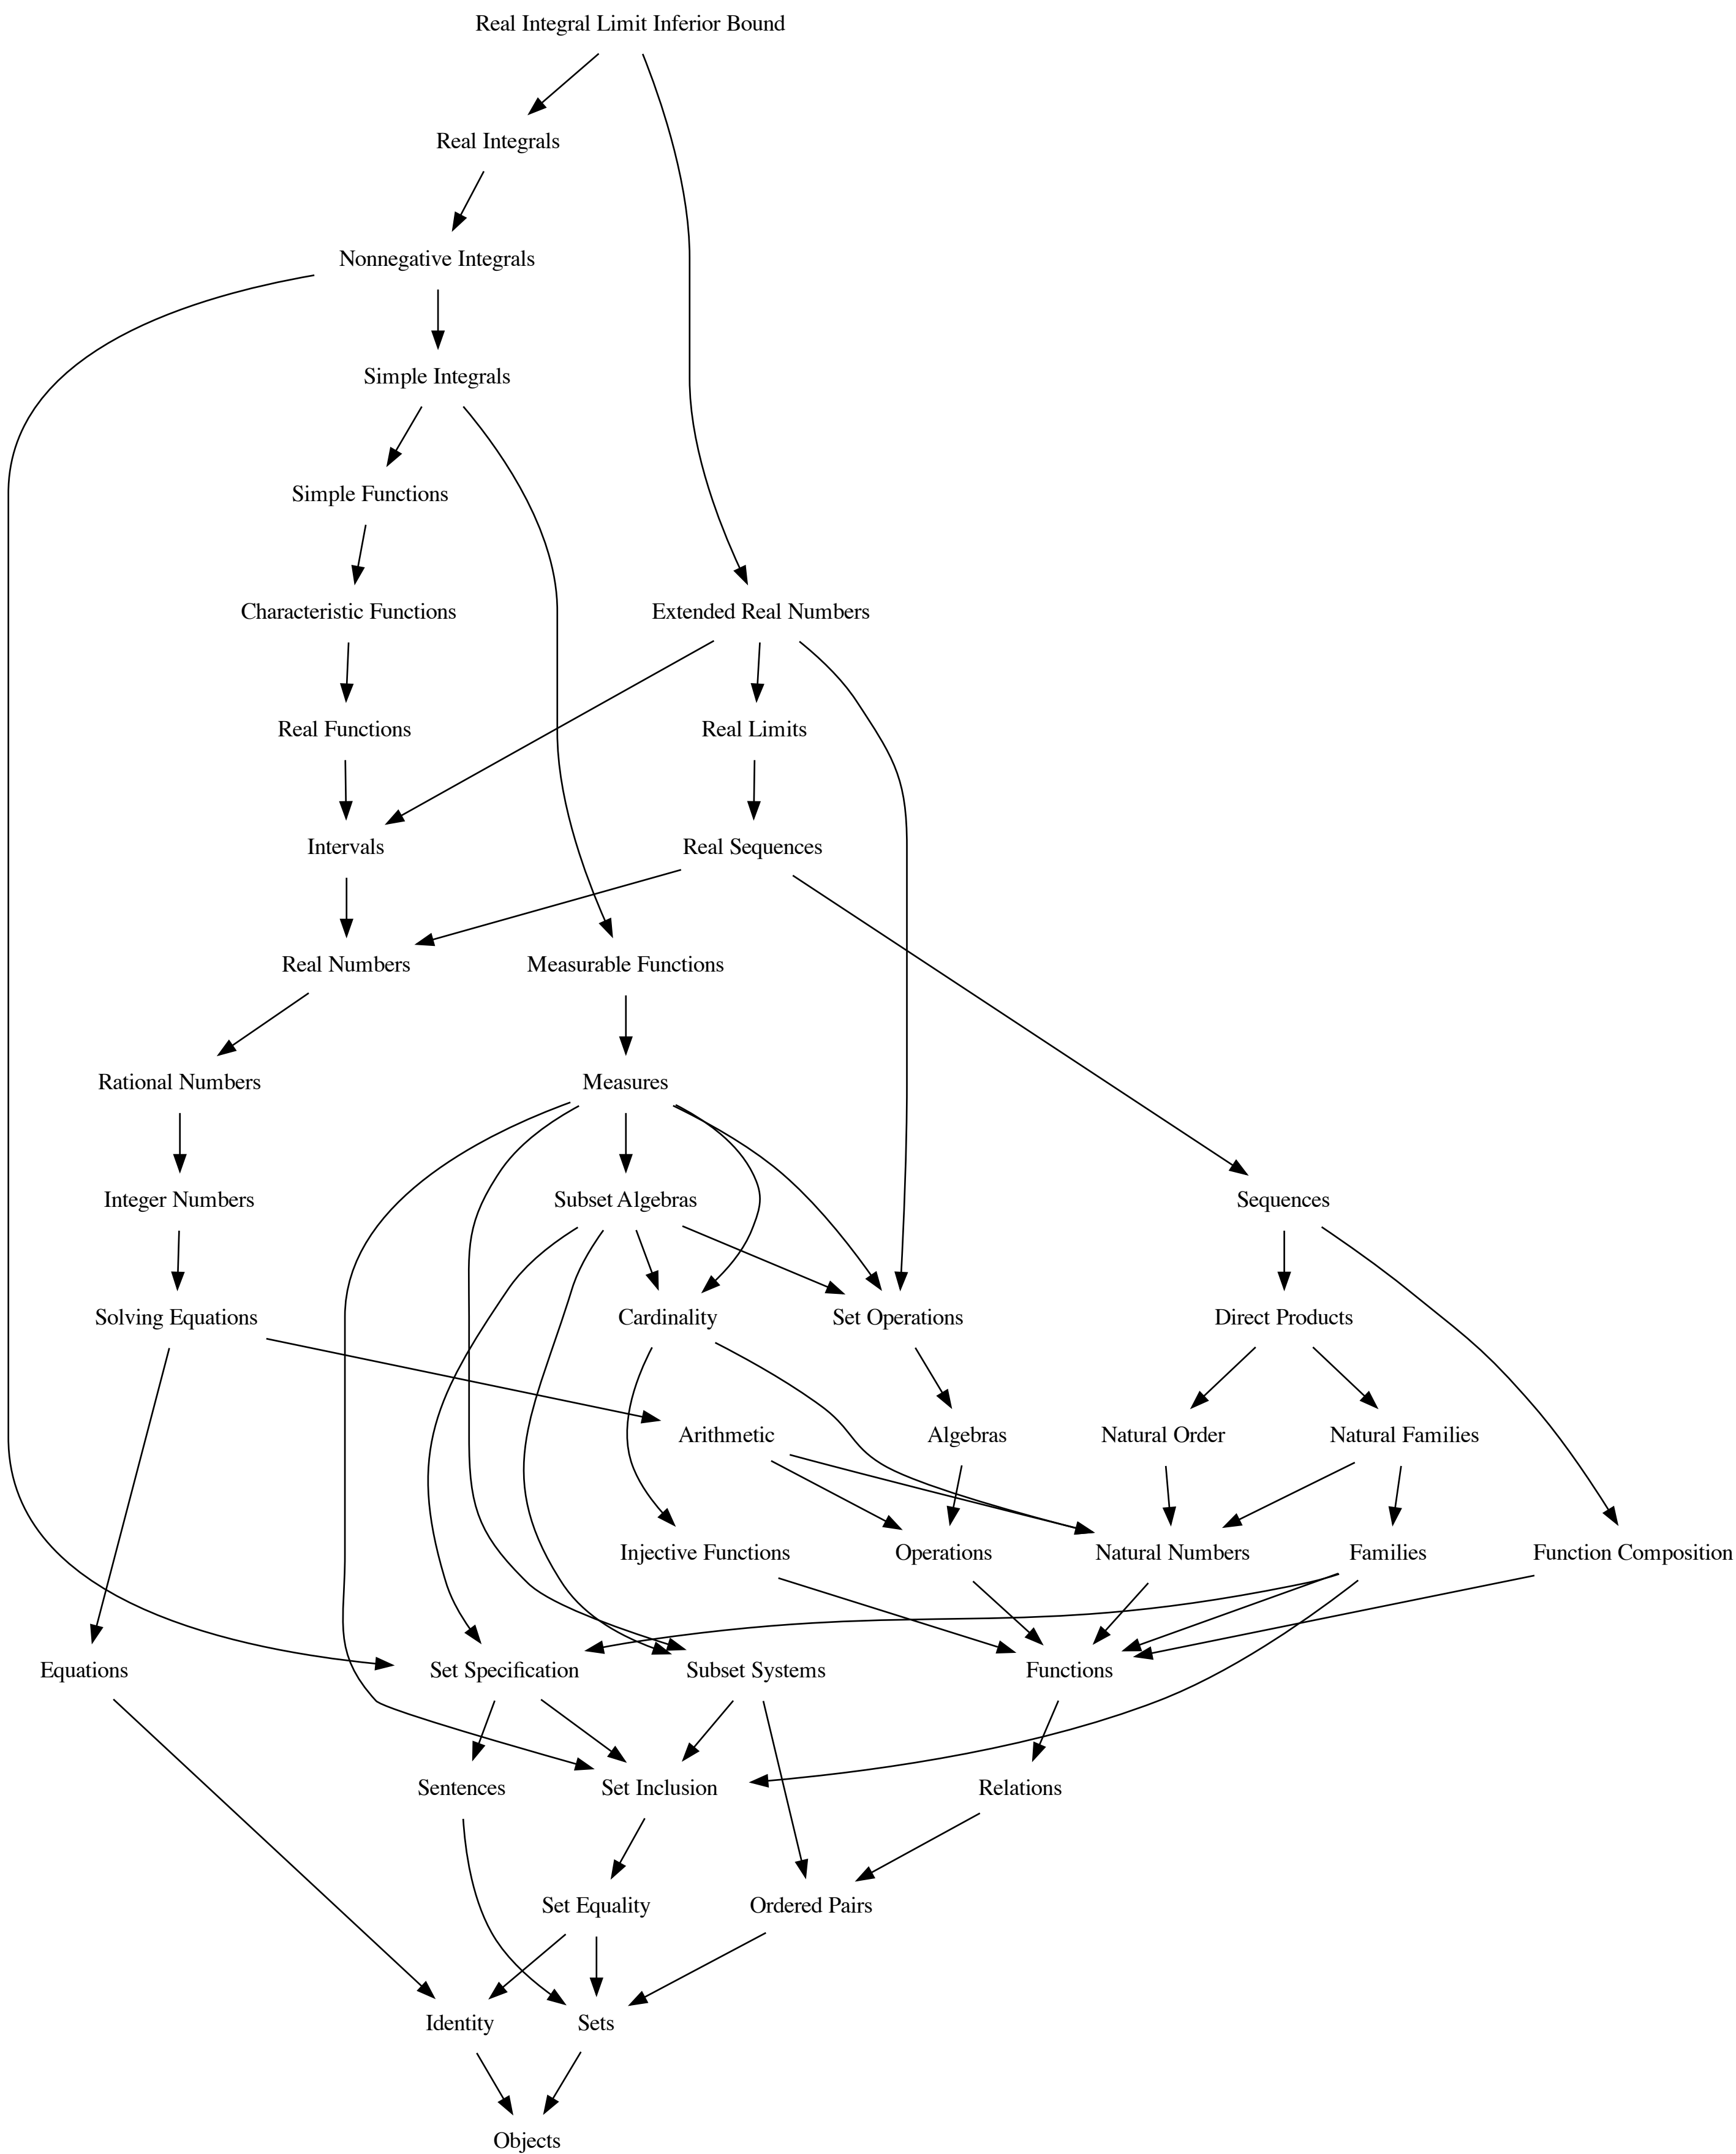 Real Integral Limit Inferior Bound
Real Integrals
Nonnegative Integrals
Simple Integrals
Simple Functions
Characteristic Functions
Extended Real Numbers
Real Functions
Real Limits
Intervals
Real Sequences
Real Numbers
Measurable Functions
Rational Numbers
Measures
Integer Numbers
Subset Algebras
Sequences
Solving Equations
Cardinality
Set Operations
Direct Products
Arithmetic
Algebras
Natural Order
Natural Families
Injective Functions
Operations
Natural Numbers
Families
Function Composition
Equations
Set Specification
Subset Systems
Functions
Sentences
Set Inclusion
Relations
Set Equality
Ordered Pairs
Identity
Sets
Objects